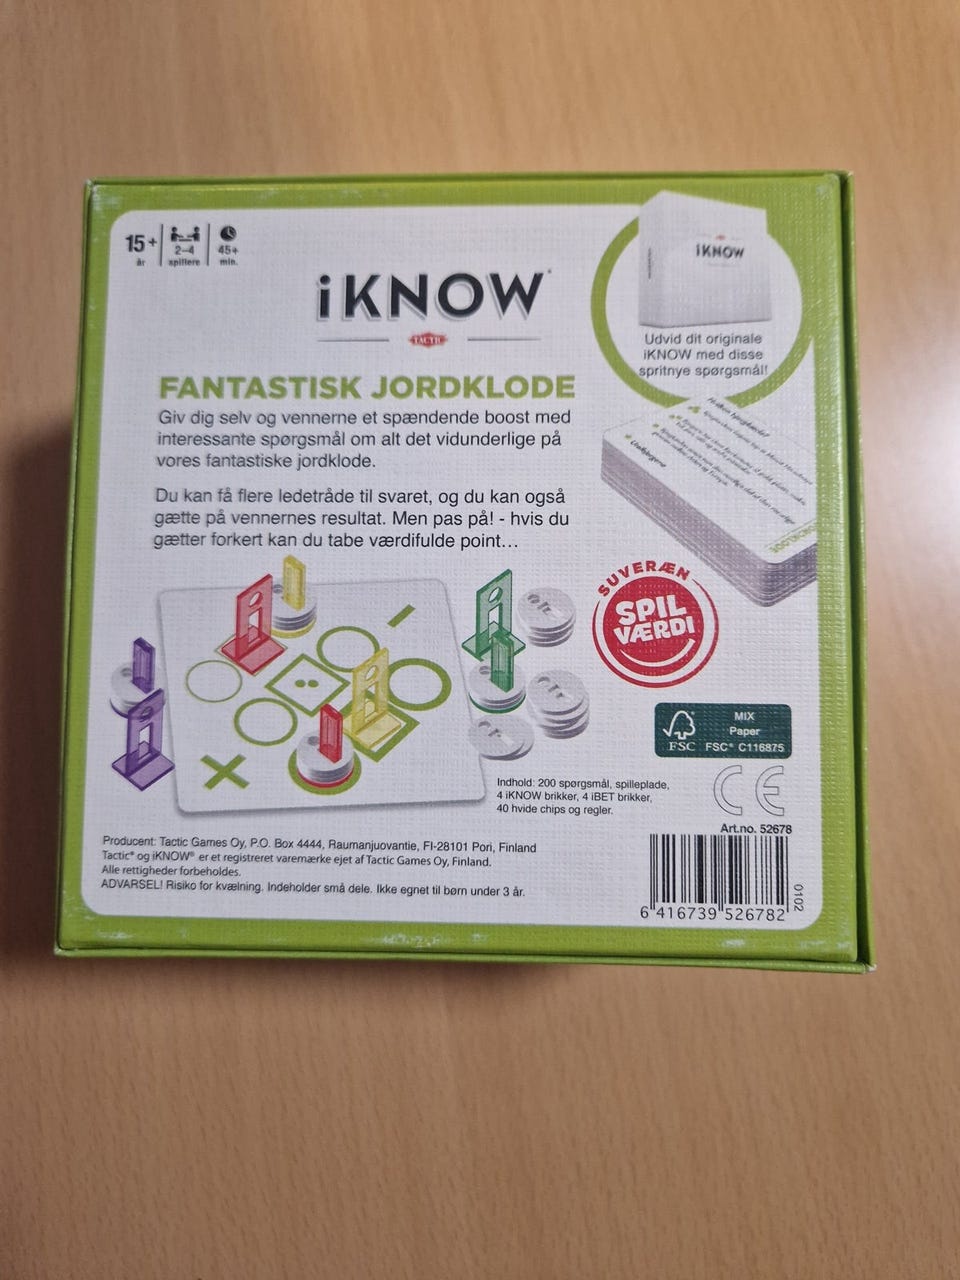 15+
år
2–4
spillere
45+
min.
iKNOW
TACTIC
iKNOW
Udvid dit originale
iKNOW med disse
spritnye spørgsmål!
FANTASTISK JORDKLODE
Giv dig selv og vennerne et spændende boost med
interessante spørgsmål om alt det vidunderlige på
vores fantastiske jordklode.
Du kan få flere ledetråde til svaret, og du kan også
gætte på vennernes resultat. Men pas på! - hvis du
gætter forkert kan du tabe værdifulde point...
SUVERÆN
SPIL
VÆRDI
MIX
Paper
FSC
FSC® C116875
CE
Indhold: 200 spørgsmål, spilleplade,
4 iKNOW brikker, 4 iBET brikker,
40 hvide chips og regler.
Art.no. 52678
Producent: Tactic Games Oy, P.O. Box 4444, Raumanjuovantie, FI-28101 Pori, Finland
Tactic® og iKNOW® er et registreret varemærke ejet af Tactic Games Oy, Finland.
Alle rettigheder forbeholdes.
ADVARSEL! Risiko for kvælning. Indeholder små dele. Ikke egnet til børn under 3 år.
6 416739 526782
0102